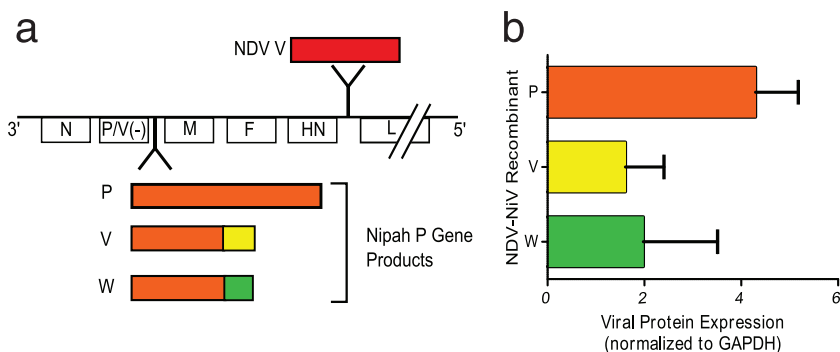 a
NDV V
3'
N
P/V(-)
M
F
HN
L
5'
P
V
W
Nipah P Gene
Products
b
NDV-NiV Recombinant
P
V
W
0
2
4
6
Viral Protein Expression
(normalized to GAPDH)